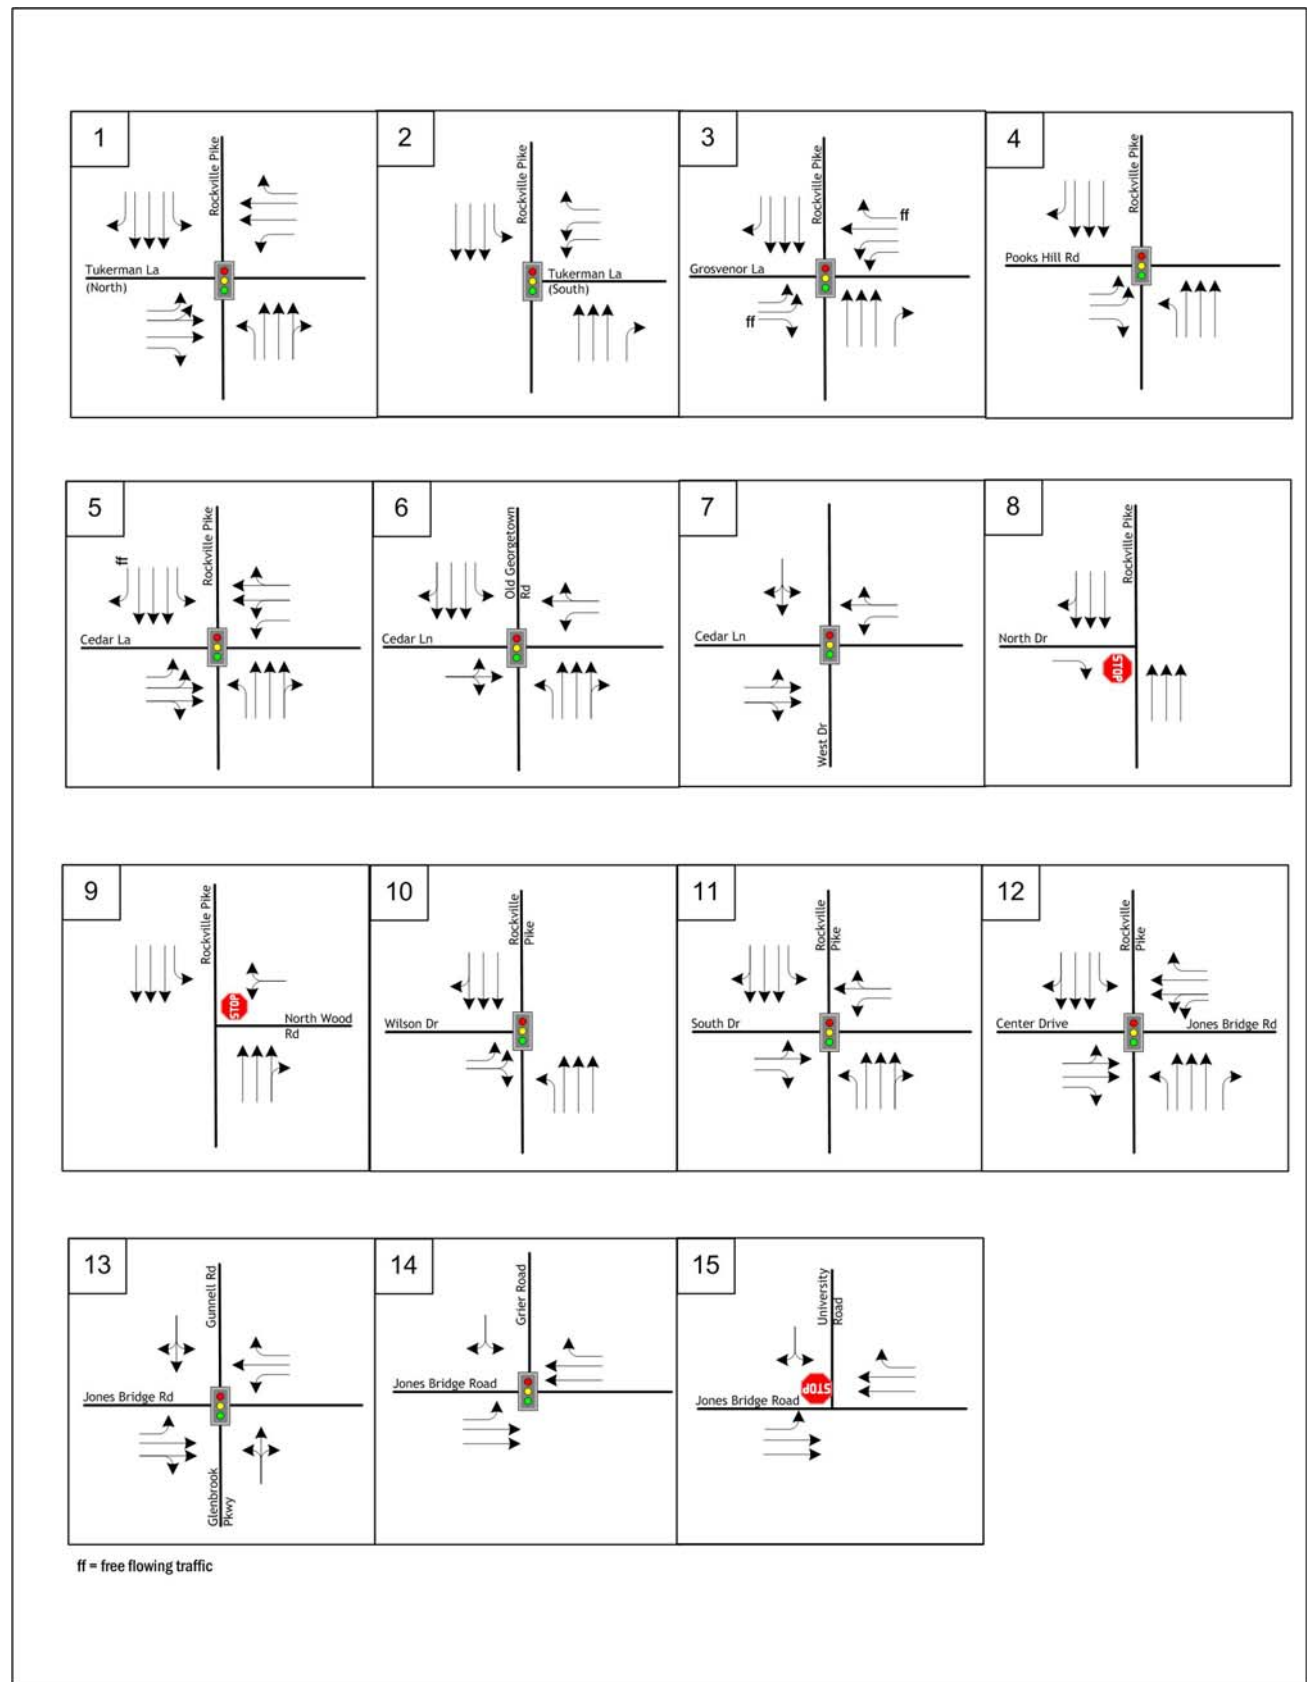 1
Rockville Pike
Tukerman La
(North)
2
Rockville Pike
Tukerman La
(South)
3
Rockville Pike
ff
Grosvenor La
ff
4
Rockville Pike
Pooks Hill Rd
5
Rockville Pike
ff
Cedar La
6
Old Georgetown
Rd
Cedar Ln
7
Cedar Ln
West Dr
8
Rockville Pike
North Dr
STOP
9
Rockville Pike
STOP
North Wood
Rd
10
Rockville
Pike
Wilson Dr
11
Rockville
Pike
South Dr
12
Rockville
Pike
Center Drive
Jones Bridge Rd
13
Gunnell Rd
Jones Bridge Rd
Glenbrook
Pkwy
14
Grier Road
Jones Bridge Road
15
University
Road
STOP
Jones Bridge Road
ff = free flowing traffic